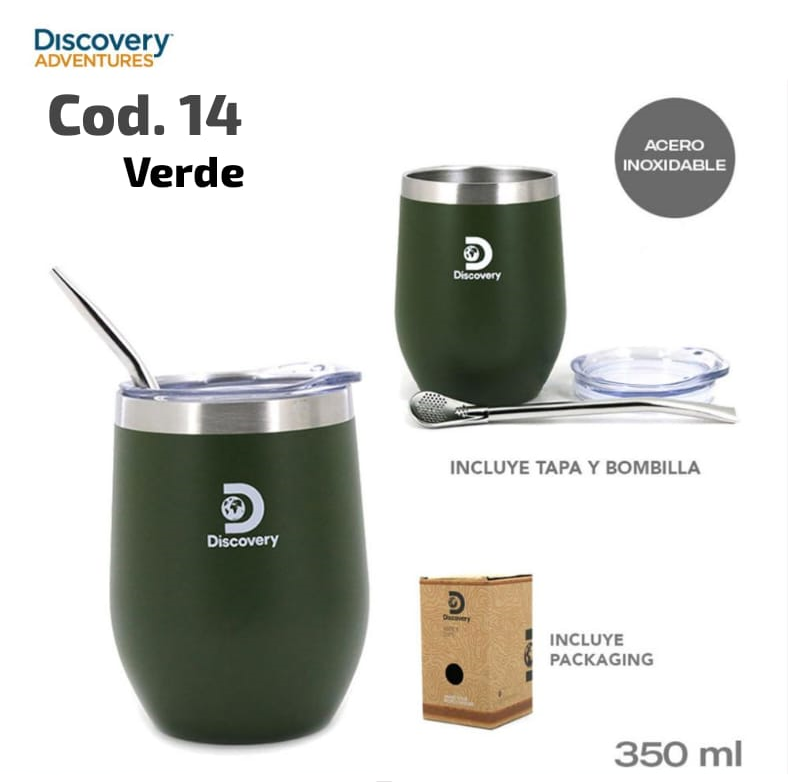 Discovery
ADVENTURES
Cod. 14
Verde
ACERO
INOXIDABLE
Discovery
INCLUYE TAPA Y BOMBILLA
Discovery
Discovery
INCLUYE
PACKAGING
350 ml